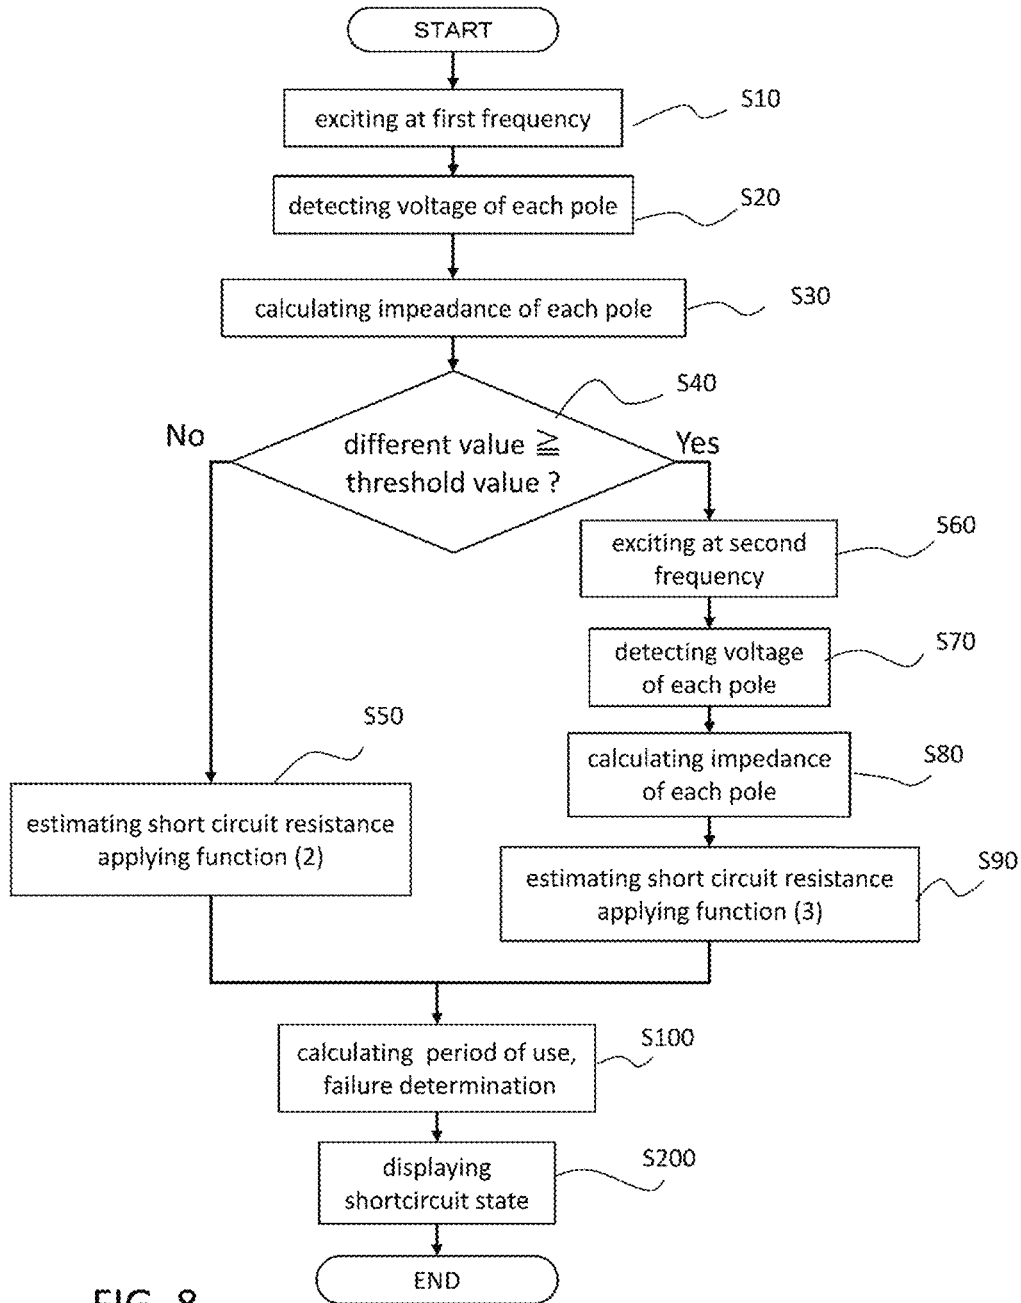 START
S10
exciting at first frequency
S20
detecting voltage of each pole
S30
calculating impeadance of each pole
S40
No
Yes
different value ≧
threshold value ?
S60
exciting at second
frequency
S70
detecting voltage
of each pole
S50
S80
calculating impedance
of each pole
estimating short circuit resistance
applying function (2)
S90
estimating short circuit resistance
applying function (3)
S100
calculating period of use,
failure determination
S200
displaying
shortcircuit state
END
FIG. 8